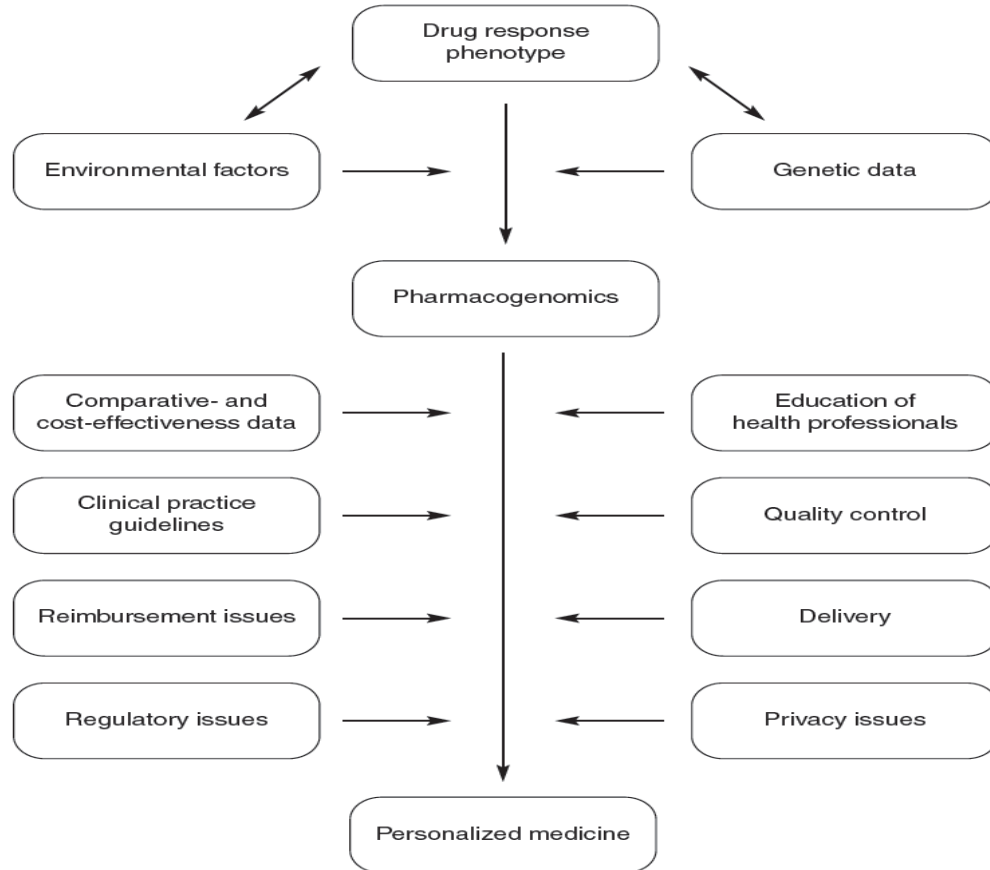 Drug response
phenotype
Environmental factors
Genetic data
Pharmacogenomics
Comparative- and
cost-effectiveness data
Education of
health professionals
Clinical practice
guidelines
Quality control
Reimbursement issues
Delivery
Regulatory issues
Privacy issues
Personalized medicine